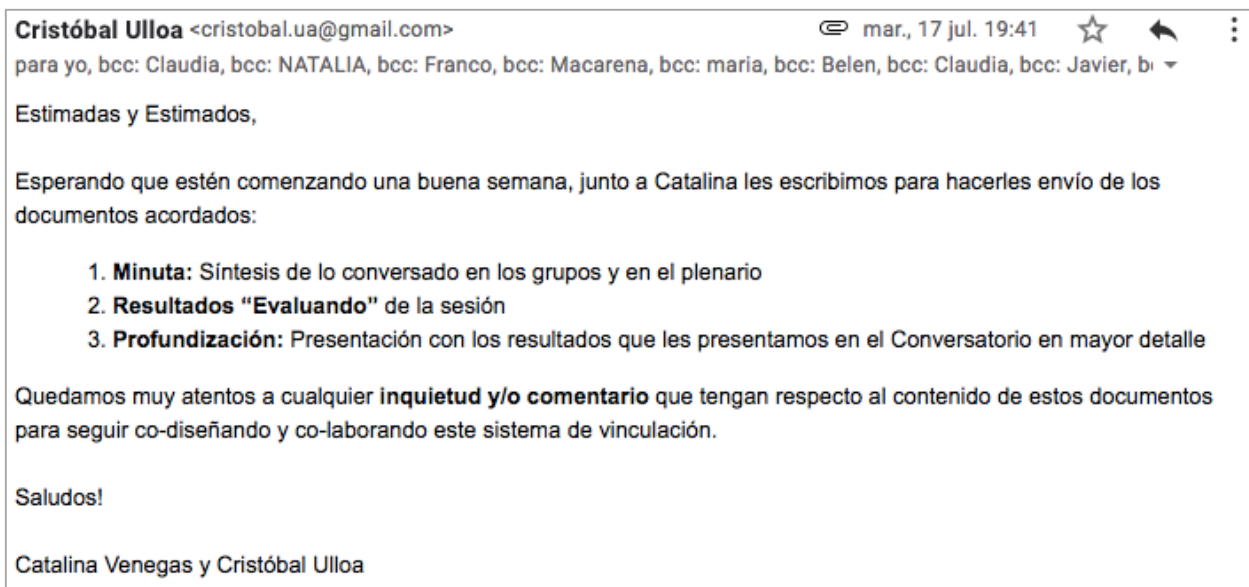 Cristóbal Ulloa <cristobal.ua@gmail.com> mar., 17 jul. 19:41
para yo, bcc: Claudia, bcc: NATALIA, bcc: Franco, bcc: Macarena, bcc: maria, bcc: Belen, bcc: Claudia, bcc: Javier,
Estimadas y Estimados,
Esperando que estén comenzando una buena semana, junto a Catalina les escribimos para hacerles envío de los
documentos acordados:
1. Minuta: Síntesis de lo conversado en los grupos y en el plenario
2. Resultados “Evaluando” de la sesión
3. Profundización: Presentación con los resultados que les presentamos en el Conversatorio en mayor detalle
Quedamos muy atentos a cualquier inquietud y/o comentario que tengan respecto al contenido de estos documentos
para seguir co-diseñando y co-laborando este sistema de vinculación.
Saludos!
Catalina Venegas y Cristóbal Ulloa